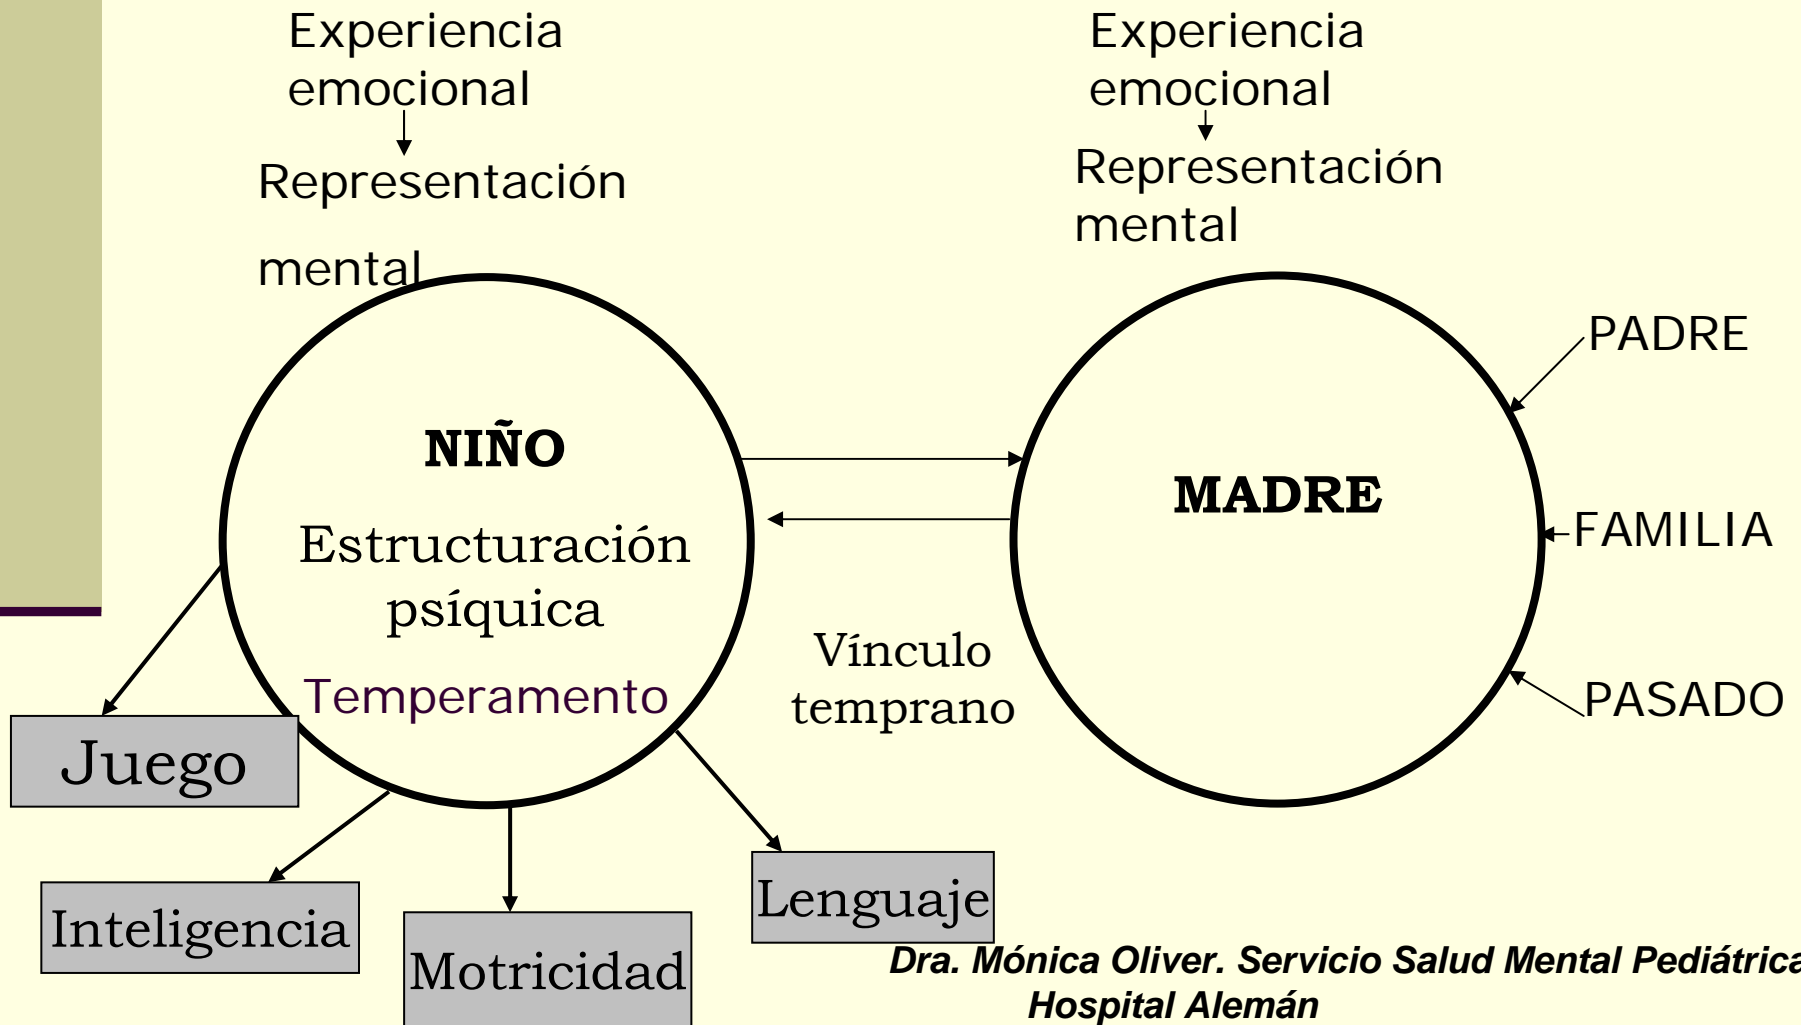 Experiencia
emocional
Representación
mental
Experiencia
emocional
Representación
mental
NIÑO
Estructuración
psíquica
Temperamento
Vínculo
temprano
MADRE
PADRE
FAMILIA
PASADO
Juego
Inteligencia
Motricidad
Lenguaje
Dra. Mónica Oliver. Servicio Salud Mental Pediátrica
Hospital Alemán